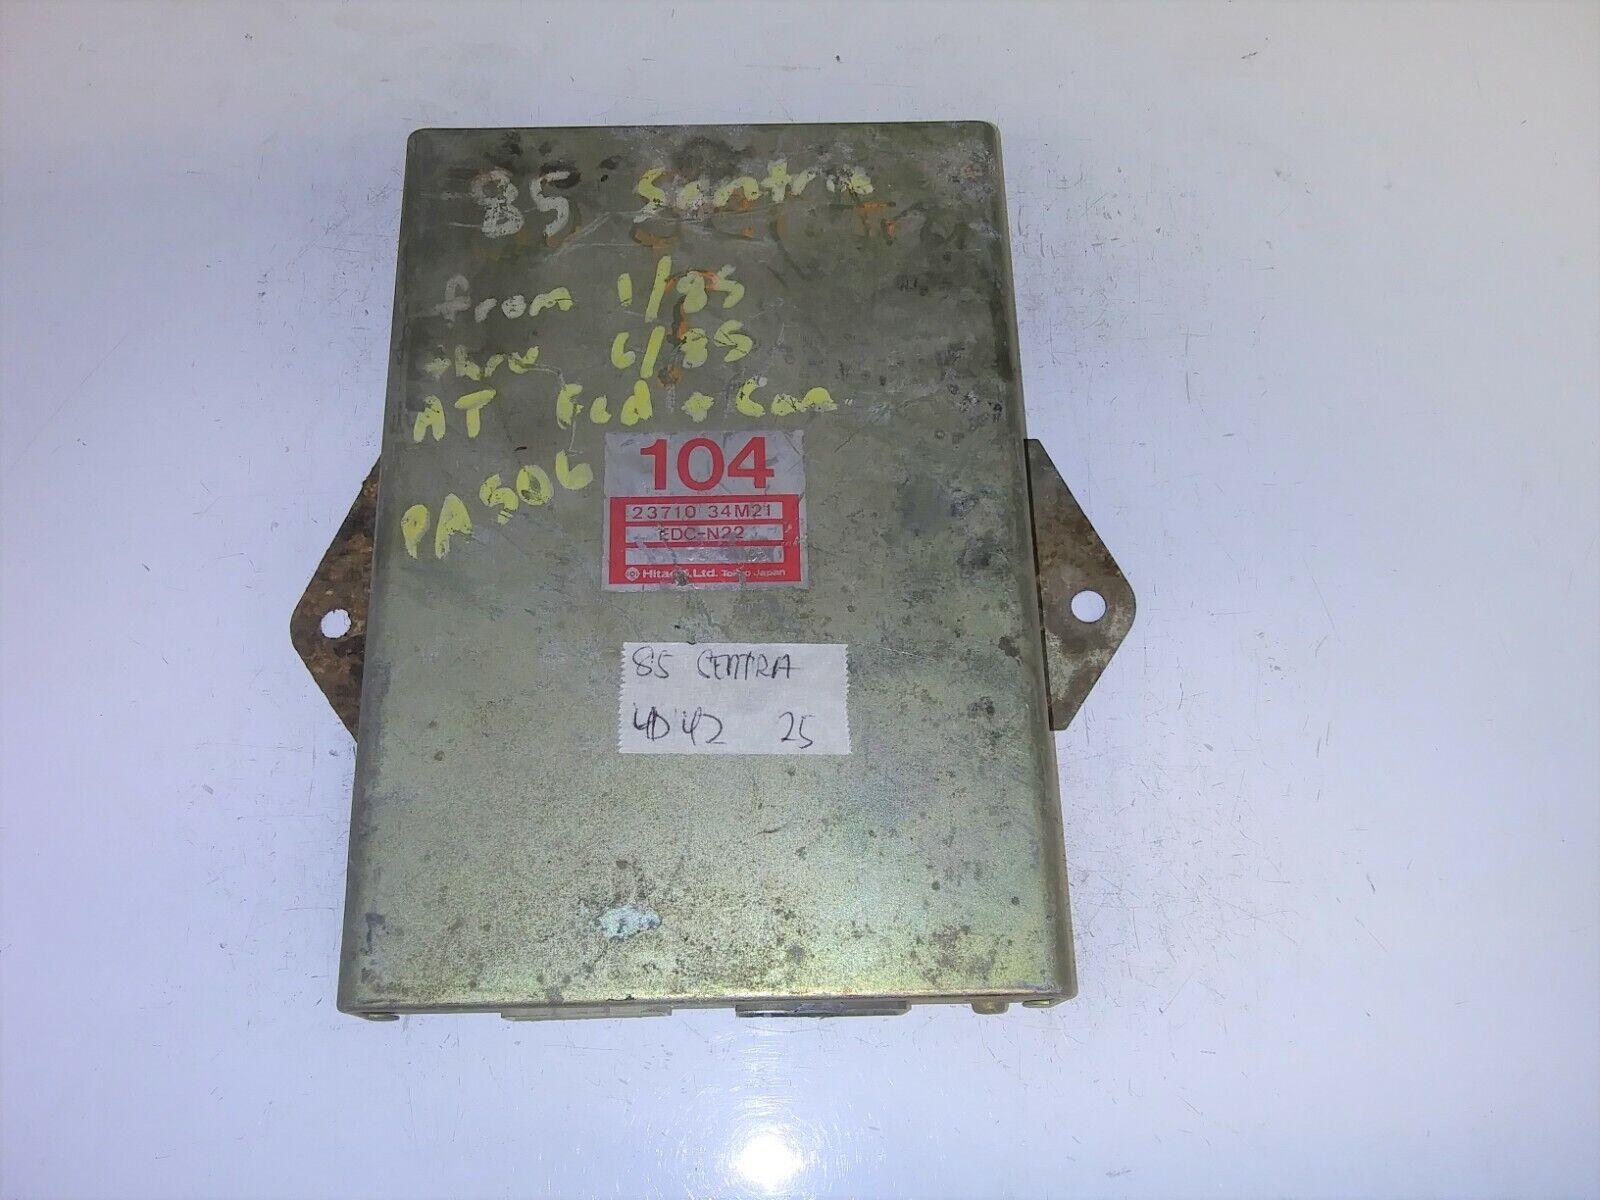 85 Sentra
from 1/85
thru 6/85
AT Fed + Can
PA506
104
23710 34M21
EDC-N22
Hitachi, Ltd. Tokyo Japan
85 SENTRA
4D42 25